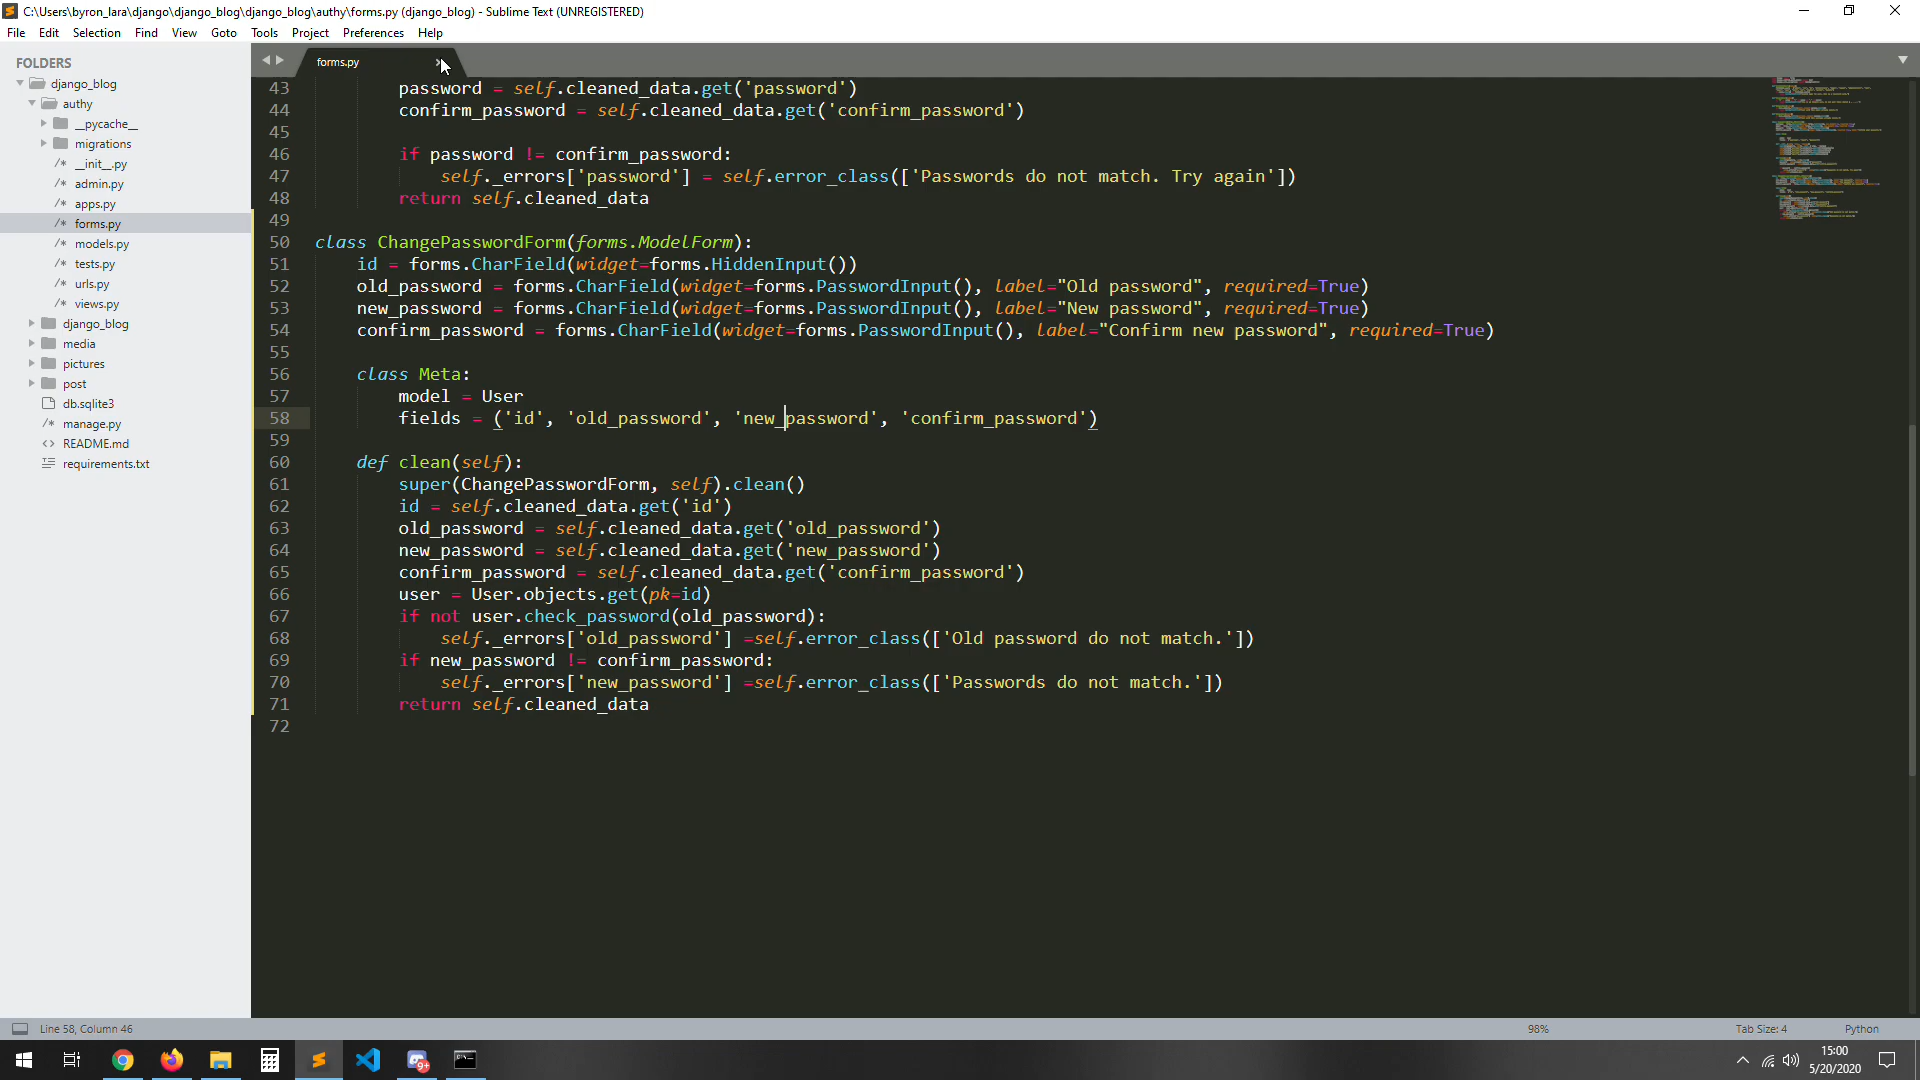 C:\Users\byron_lara\django\django_blog\django_blog\authy\forms.py (django_blog) - Sublime Text (UNREGISTERED)
File Edit Selection Find View Goto Tools Project Preferences Help
FOLDERS
django_blog
authy
__pycache__
migrations
/* __init__.py
/* admin.py
/* apps.py
/* forms.py
/* models.py
/* tests.py
/* urls.py
/* views.py
django_blog
media
pictures
post
db.sqlite3
/* manage.py
<> README.md
requirements.txt
forms.py
43 password = self.cleaned_data.get('password')
44 confirm_password = self.cleaned_data.get('confirm_password')
45
46 if password != confirm_password:
47 self._errors['password'] = self.error_class(['Passwords do not match. Try again'])
48 return self.cleaned_data
49
50 class ChangePasswordForm(forms.ModelForm):
51 id = forms.CharField(widget=forms.HiddenInput())
52 old_password = forms.CharField(widget=forms.PasswordInput(), label="Old password", required=True)
53 new_password = forms.CharField(widget=forms.PasswordInput(), label="New password", required=True)
54 confirm_password = forms.CharField(widget=forms.PasswordInput(), label="Confirm new password", required=True)
55
56 class Meta:
57 model = User
58 fields = ('id', 'old_password', 'new_password', 'confirm_password')
59
60 def clean(self):
61 super(ChangePasswordForm, self).clean()
62 id = self.cleaned_data.get('id')
63 old_password = self.cleaned_data.get('old_password')
64 new_password = self.cleaned_data.get('new_password')
65 confirm_password = self.cleaned_data.get('confirm_password')
66 user = User.objects.get(pk=id)
67 if not user.check_password(old_password):
68 self._errors['old_password'] =self.error_class(['Old password do not match.'])
69 if new_password != confirm_password:
70 self._errors['new_password'] =self.error_class(['Passwords do not match.'])
71 return self.cleaned_data
72
Line 58, Column 46
98%
Tab Size: 4
Python
9+
15:00
5/20/2020